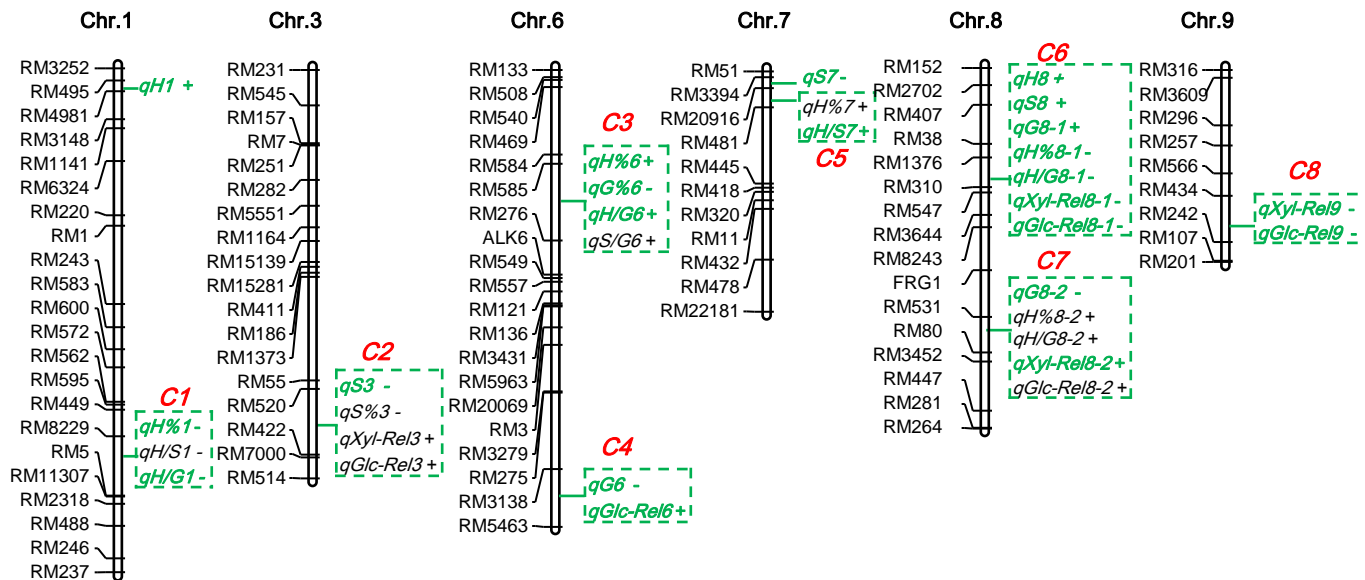 Chr.1
RM3252
RM495
RM4981
RM3148
RM1141
RM6324
RM220
RM1
RM243
RM583
RM600
RM572
RM562
RM595
RM449
RM8229
RM5
RM11307
RM2318
RM488
RM246
RM237
qH1 +
C1
qH%1-
qH/S1 -
qH/G1 -
Chr.3
RM231
RM545
RM157
RM7
RM251
RM282
RM5551
RM1164
RM15139
RM15281
RM411
RM186
RM1373
RM55
RM520
RM422
RM7000
RM514
C2
qS3 -
qS%3 -
qXyl-Rel3 +
qGlc-Rel3 +
Chr.6
RM133
RM508
RM540
RM469
RM584
RM585
RM276
ALK6
RM549
RM557
RM121
RM136
RM3431
RM5963
RM20069
RM3
RM3279
RM275
RM3138
RM5463
C3
qH%6 +
qG%6 -
qH/G6 +
qS/G6 +
C4
qG6 -
qGlc-Rel6 +
Chr.7
RM51
RM3394
RM20916
RM481
RM445
RM418
RM320
RM11
RM432
RM478
RM22181
qS7 -
qH%7 +
qH/S7 +
C5
Chr.8
RM152
RM2702
RM407
RM38
RM1376
RM310
RM547
RM3644
RM8243
FRG1
RM531
RM80
RM3452
RM447
RM281
RM264
C6
qH8 +
qS8 +
qG8-1 +
qH%8-1 -
qH/G8-1 -
qXyl-Rel8-1 -
qGlc-Rel8-1 -
C7
qG8-2 -
qH%8-2 +
qH/G8-2 +
qXyl-Rel8-2 +
qGlc-Rel8-2 +
Chr.9
RM316
RM3609
RM296
RM257
RM566
RM434
RM242
RM107
RM201
C8
qXyl-Rel9 -
qGlc-Rel9 -